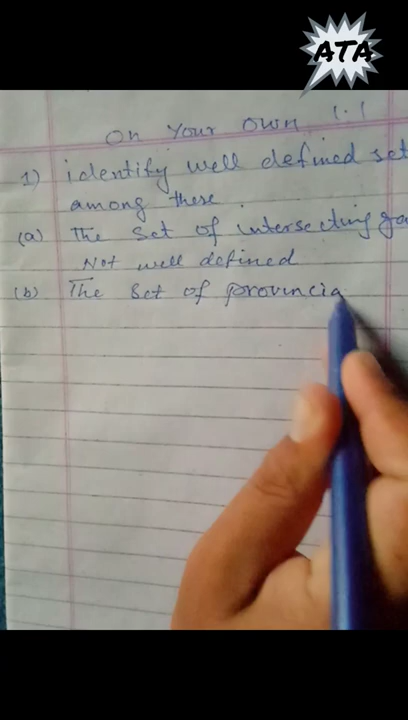 ATA
On Your Own 1.1
1) identify well defined set
among these.
(a) The Set of intersecting ga
Not well defined
(b) The Set of provincia